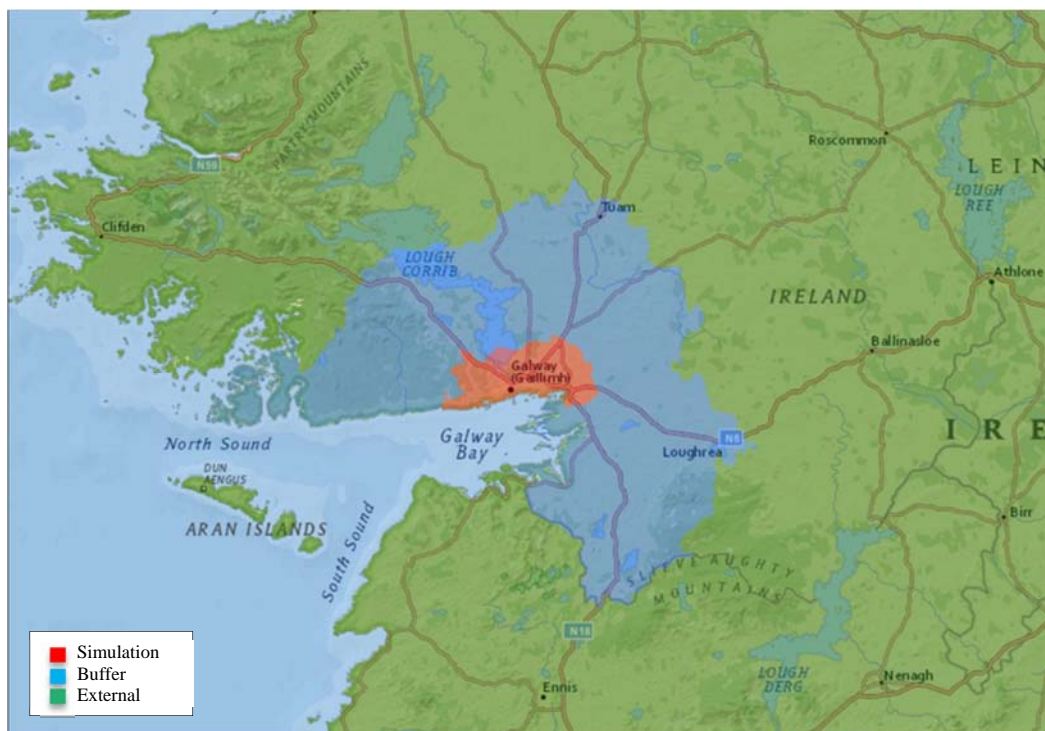 PARTRY MOUNTAINS
N59
Roscommon
LEIN
LOUGH
REE
Tuam
Clifden
LOUGH
CORRIB
Athlone
IRELAND
Ballinasloe
Galway
(Gaillimh)
North Sound
Galway
Bay
N6
Loughrea
IRE
DUN
AENGUS
ARAN ISLANDS
South Sound
Birr
SLIEVE AUGHTY
MOUNTAINS
N18
Simulation
Buffer
External
LOUGH
DERG
Nenagh
Ennis